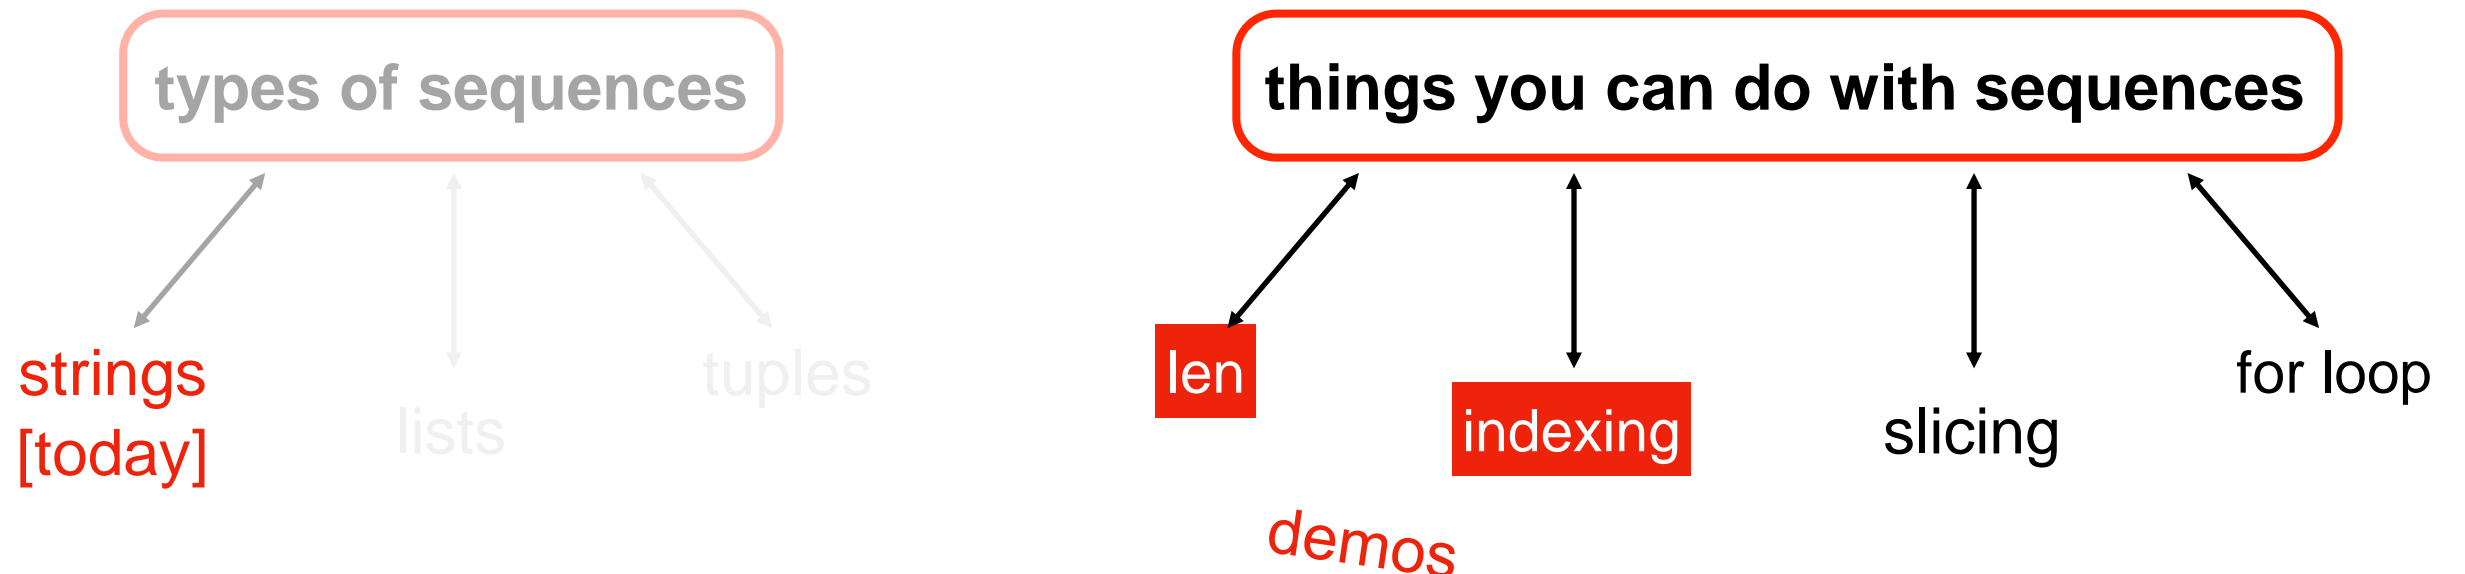 types of sequences
things you can do with sequences
strings
[today]
lists
tuples
len
indexing
slicing
for loop
demos